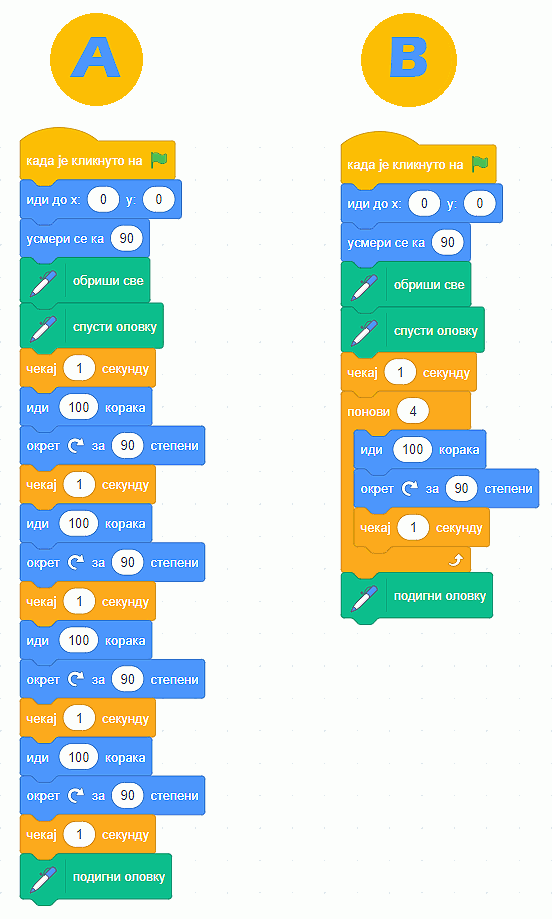 A
када је кликнуто на
иди до x: 0 y: 0
усмери се ка 90
обриши све
спусти оловку
чекај 1 секунду
иди 100 корака
окрет за 90 степени
чекај 1 секунду
иди 100 корака
окрет за 90 степени
чекај 1 секунду
иди 100 корака
окрет за 90 степени
чекај 1 секунду
иди 100 корака
окрет за 90 степени
чекај 1 секунду
подигни оловку
B
када је кликнуто на
иди до x: 0 y: 0
усмери се ка 90
обриши све
спусти оловку
чекај 1 секунду
понови 4
иди 100 корака
окрет за 90 степени
чекај 1 секунду
подигни оловку